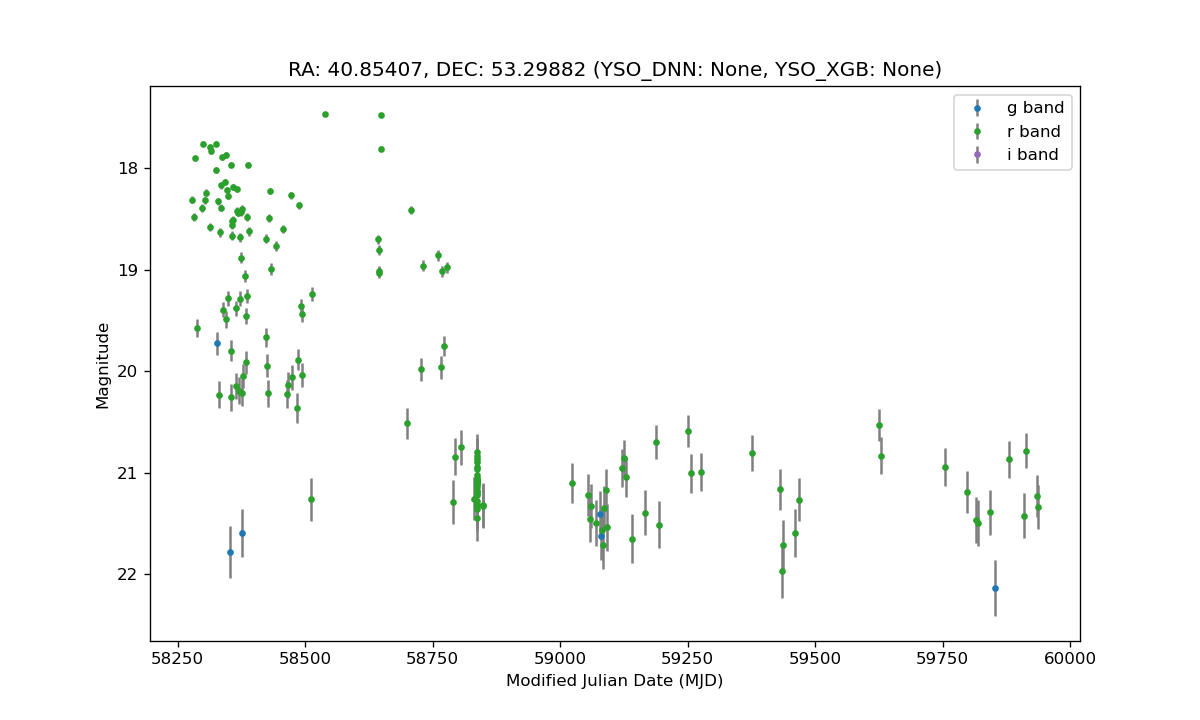 RA: 40.85407, DEC: 53.29882 (YSO_DNN: None, YSO_XGB: None)
g band
r band
i band
Magnitude
18
19
20
21
22
58250 58500 58750 59000 59250 59500 59750 60000
Modified Julian Date (MJD)